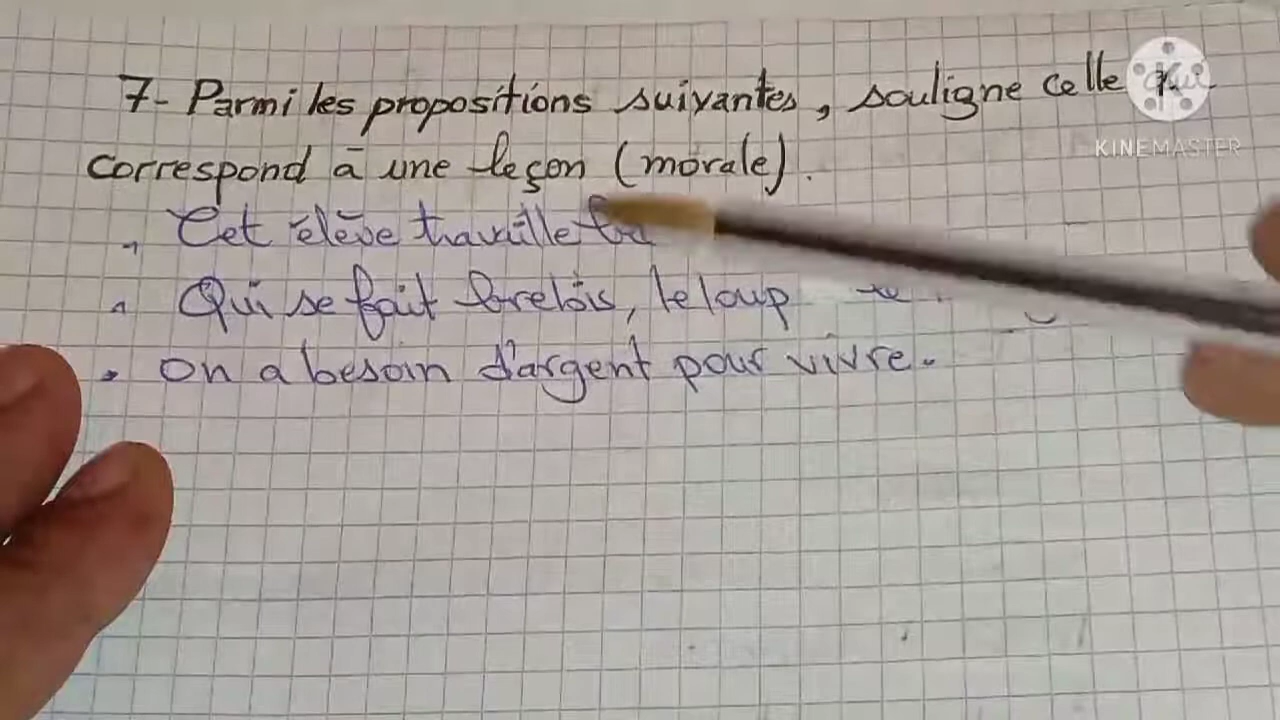 7- Parmi les propositions suivantes, souligne celle qui
KINEMASTER
correspond à une leçon (morale).
Cet élève travaille
Qui se fait brebis, le loup
on a besoin d'argent pour vivre.